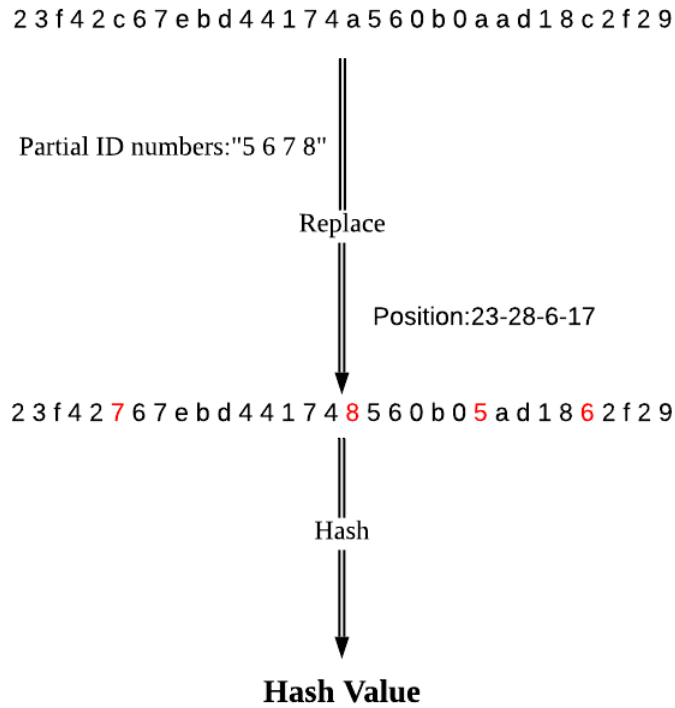 2 3 f 4 2 c 6 7 e b d 4 4 1 7 4 a 5 6 0 b 0 a a d 1 8 c 2 f 2 9
Partial ID numbers:"5 6 7 8"
Replace
Position:23-28-6-17
2 3 f 4 2 7 6 7 e b d 4 4 1 7 4 8 5 6 0 b 0 5 a d 1 8 6 2 f 2 9
Hash
Hash Value